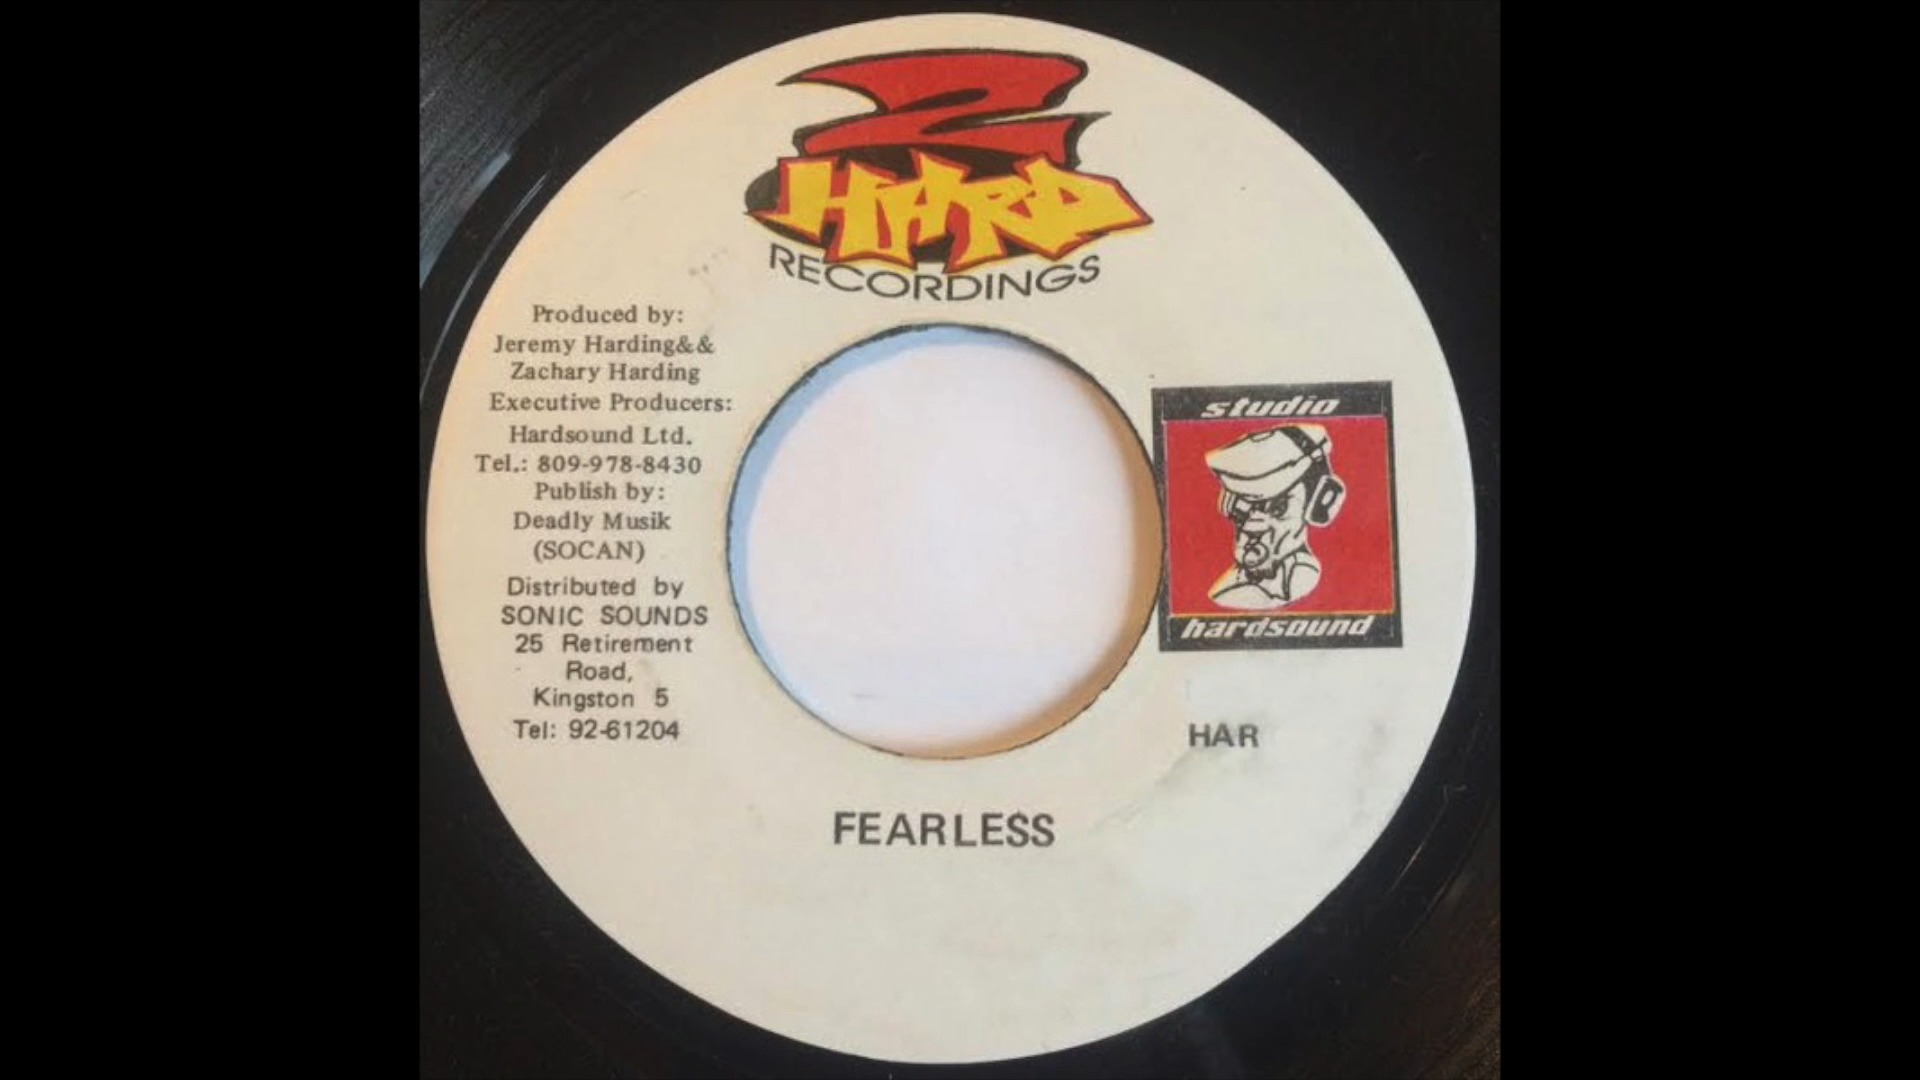 2
HARD
RECORDINGS
Produced by:
Jeremy Harding&&
Zachary Harding
Executive Producers:
Hardsound Ltd.
Tel.: 809-978-8430
Publish by:
Deadly Musik
(SOCAN)
Distributed by
SONIC SOUNDS
25 Retirement
Road,
Kingston 5
Tel: 92-61204
studio
hardsound
HAR
FEARLESS